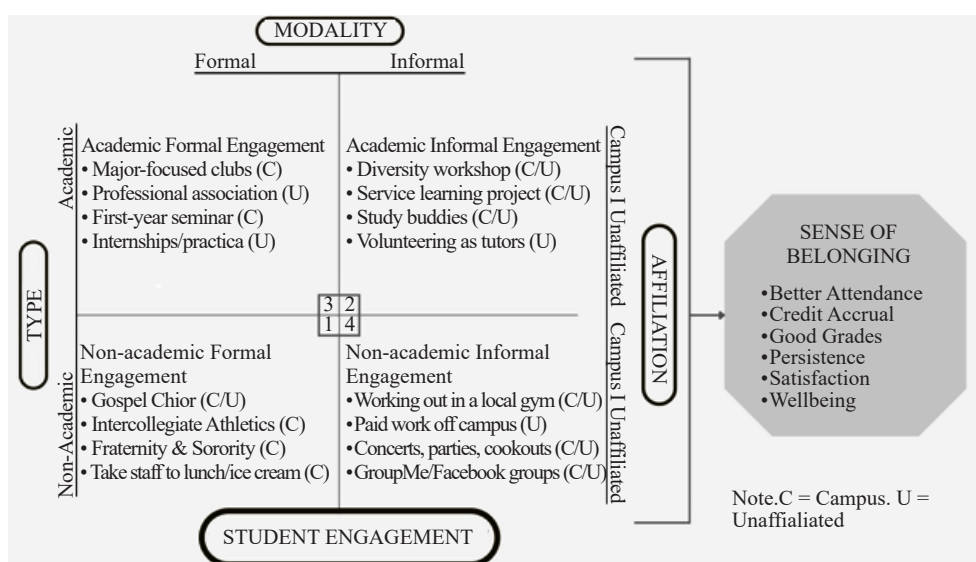 MODALITY
Formal
Informal
Academic
Academic Formal Engagement
• Major-focused clubs (C)
• Professional association (U)
• First-year seminar (C)
• Internships/practica (U)
Academic Informal Engagement
• Diversity workshop (C/U)
• Service learning project (C/U)
• Study buddies (C/U)
• Volunteering as tutors (U)
Campus I Unaffiliated
TYPE
3 2
1 4
Non-Academic
Non-academic Formal
Engagement
• Gospel Chior (C/U)
• Intercollegiate Athletics (C)
• Fraternity & Sorority (C)
• Take staff to lunch/ice cream (C)
Non-academic Informal
Engagement
• Working out in a local gym (C/U)
• Paid work off campus (U)
• Concerts, parties, cookouts (C/U)
• GroupMe/Facebook groups (C/U)
Campus I Unaffiliated
AFFILIATION
STUDENT ENGAGEMENT
SENSE OF
BELONGING
•Better Attendance
•Credit Accrual
•Good Grades
•Persistence
•Satisfaction
•Wellbeing
Note.C = Campus. U =
Unaffialiated